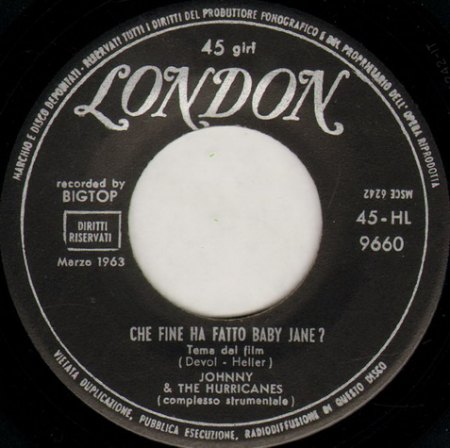 MARCHIO E DISCO DEPOSITATI - RISERVATI TUTTI I DIRITTI DEL PRODUTTORE FONOGRAFICO E DEL PROPRIETARIO DELL'OPERA RIPRODOTTA
45 giri
LONDON
recorded by
BIGTOP
MSCE 6242
DIRITTI
RISERVATI
45-HL
9660
Marzo 1963
CHE FINE HA FATTO BABY JANE?
Tema dal film
(Devol - Heller)
JOHNNY
& THE HURRICANES
(complesso strumentale)
VIETATA DUPLICAZIONE, PUBBLICA ESECUZIONE, RADIODIFFUSIONE DI QUESTO DISCO